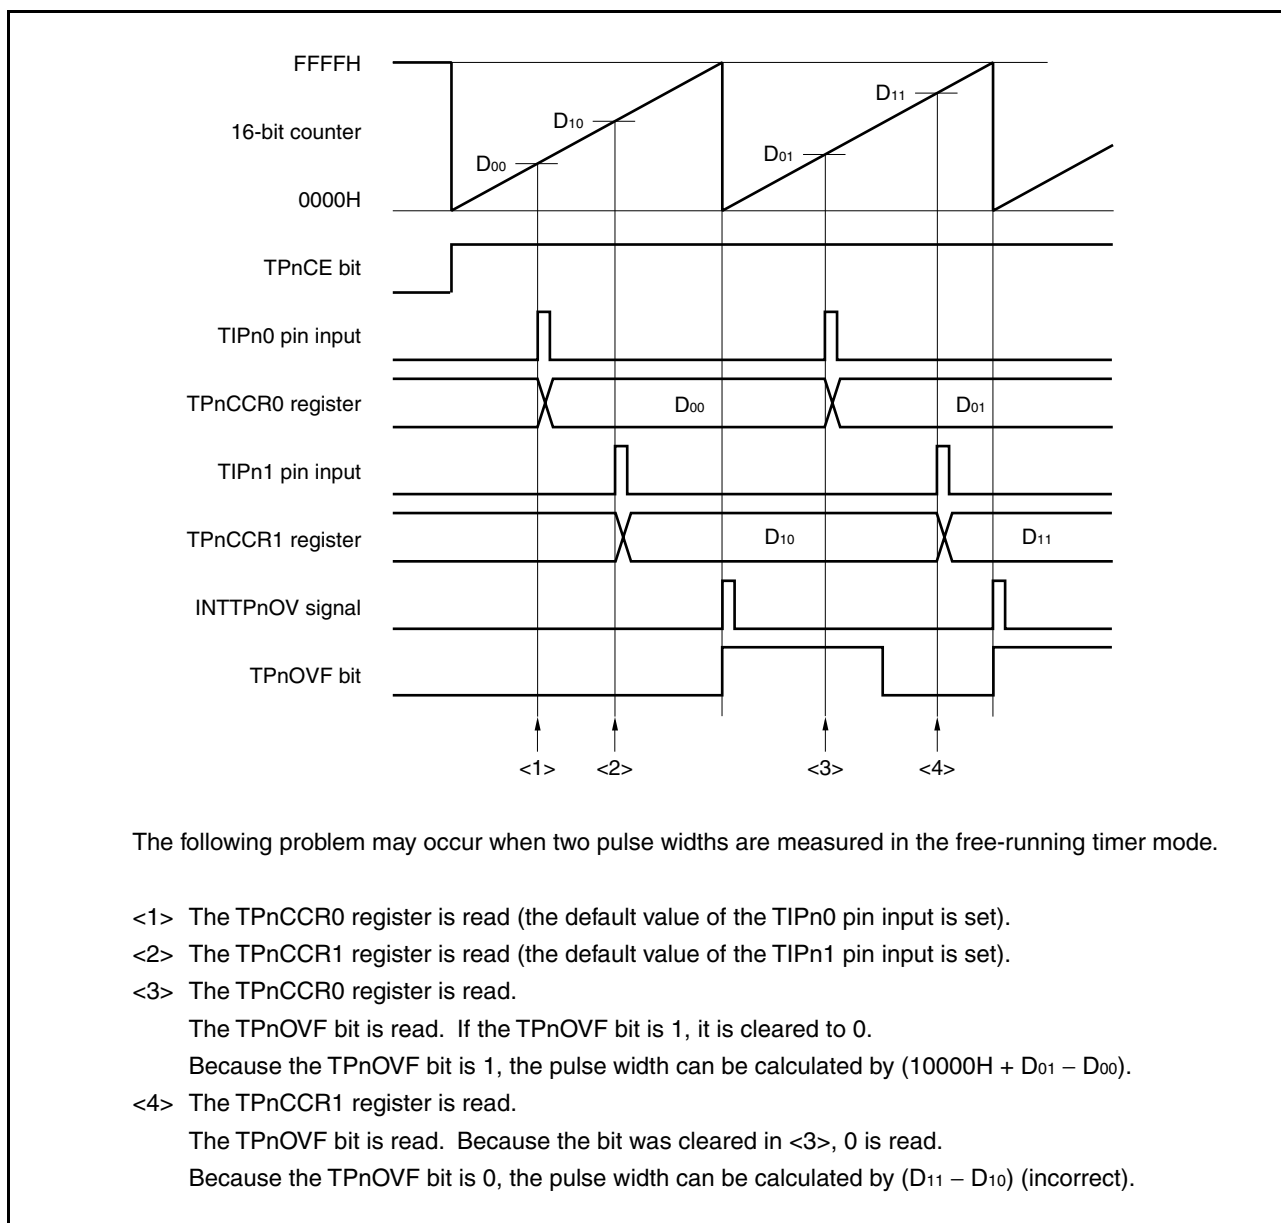 FFFFH
D11
D10
16-bit counter
D01
D00
0000H
TPnCE bit
TIPn0 pin input
TPnCCR0 register
D00
D01
TIPn1 pin input
TPnCCR1 register
D10
D11
INTTPnOV signal
TPnOVF bit
<1> <2> <3> <4>
The following problem may occur when two pulse widths are measured in the free-running timer mode.
<1> The TPnCCR0 register is read (the default value of the TIPn0 pin input is set).
<2> The TPnCCR1 register is read (the default value of the TIPn1 pin input is set).
<3> The TPnCCR0 register is read.
The TPnOVF bit is read. If the TPnOVF bit is 1, it is cleared to 0.
Because the TPnOVF bit is 1, the pulse width can be calculated by (10000H + D01 − D00).
<4> The TPnCCR1 register is read.
The TPnOVF bit is read. Because the bit was cleared in <3>, 0 is read.
Because the TPnOVF bit is 0, the pulse width can be calculated by (D11 − D10) (incorrect).